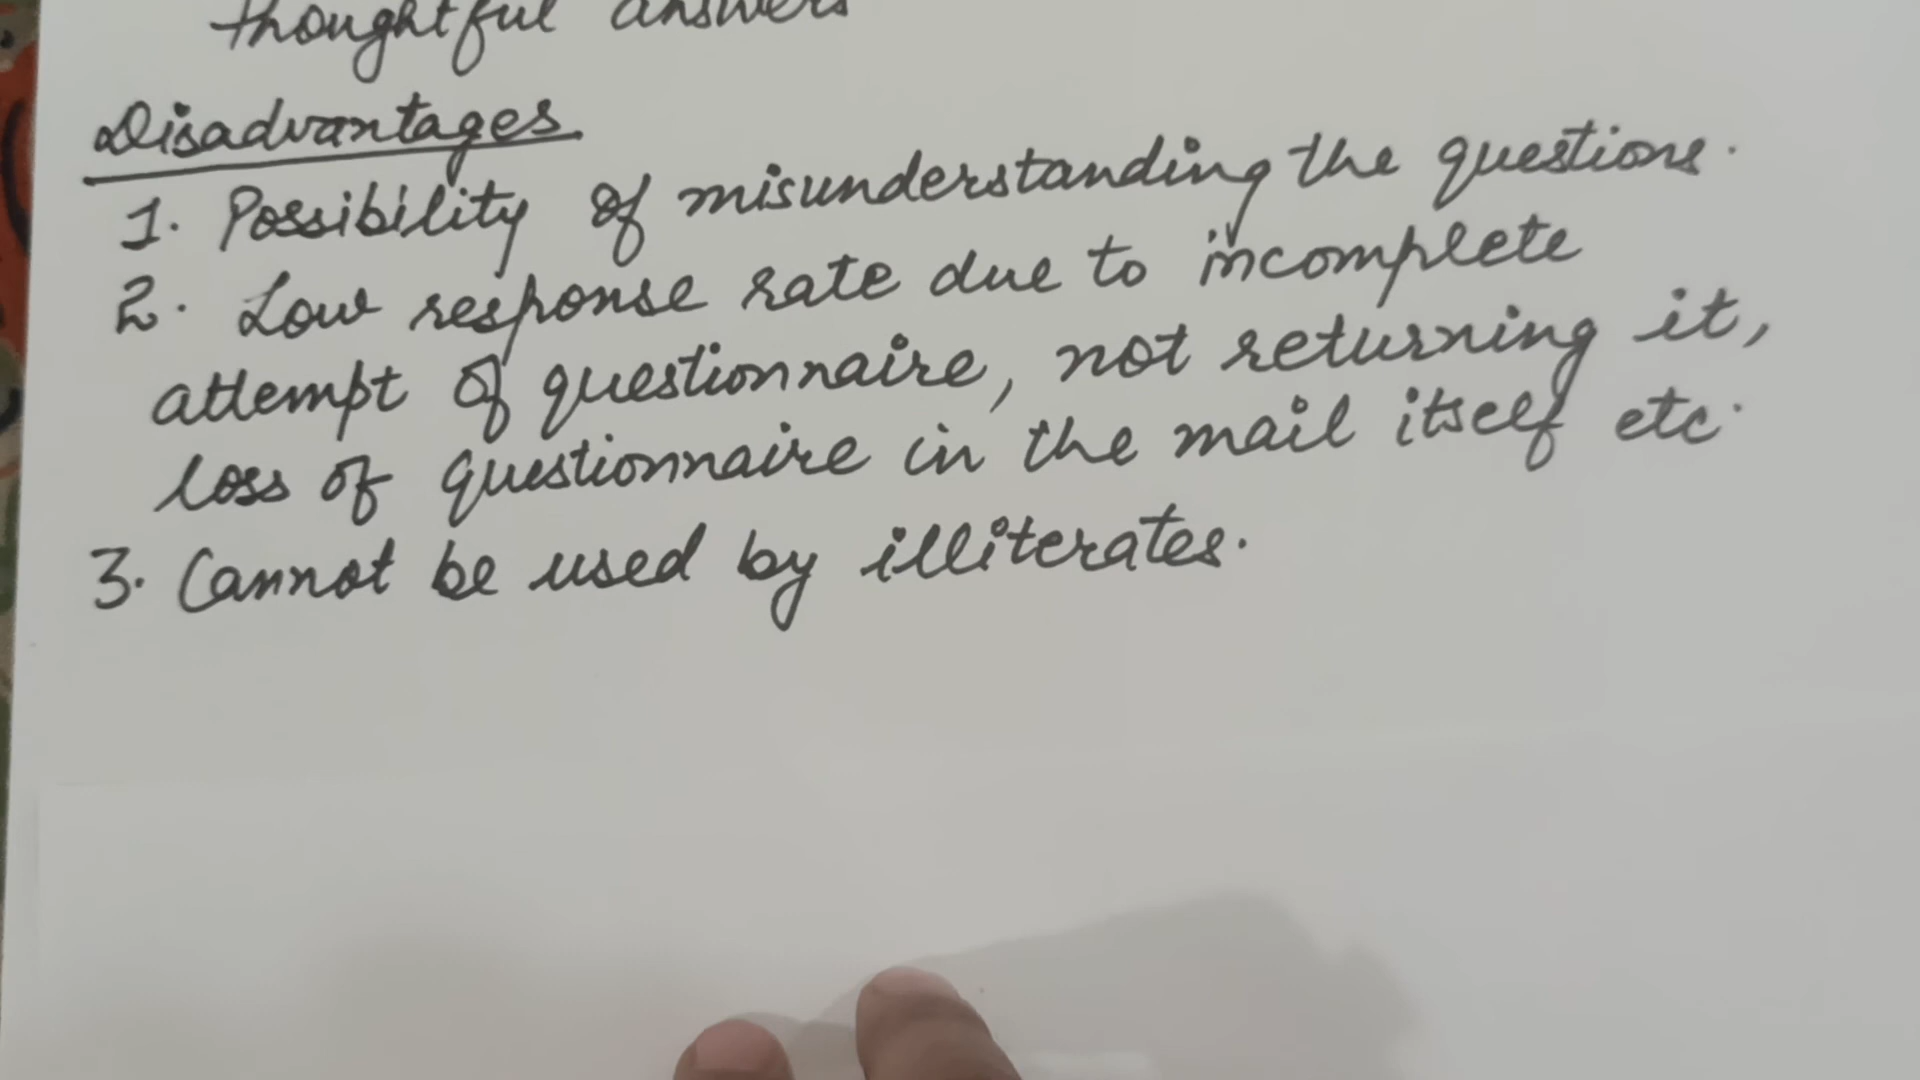 thoughtful answers
Disadvantages
1. Possibility of misunderstanding the questions.
2. Low response rate due to incomplete
attempt of questionnaire, not returning it,
loss of questionnaire in the mail itself etc.
3. Cannot be used by illiterates.